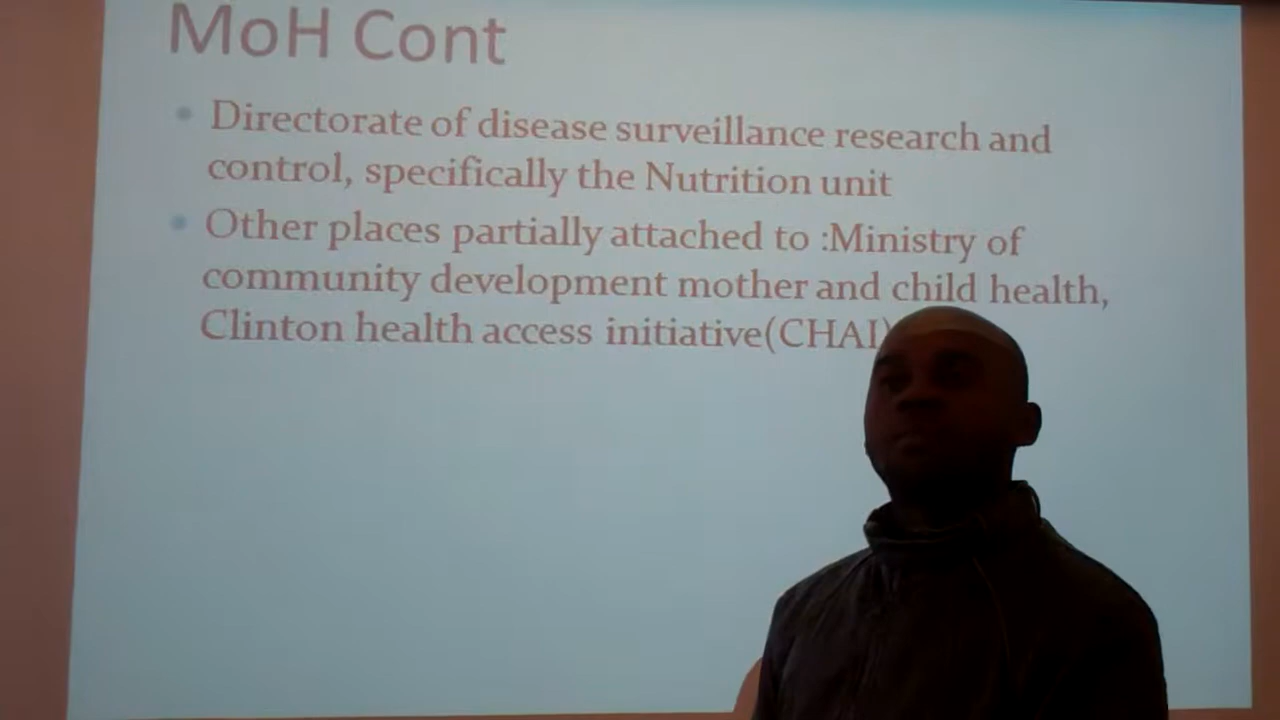 MoH Cont
Directorate of disease surveillance research and
control, specifically the Nutrition unit
Other places partially attached to :Ministry of
community development mother and child health,
Clinton health access initiative(CHAI)